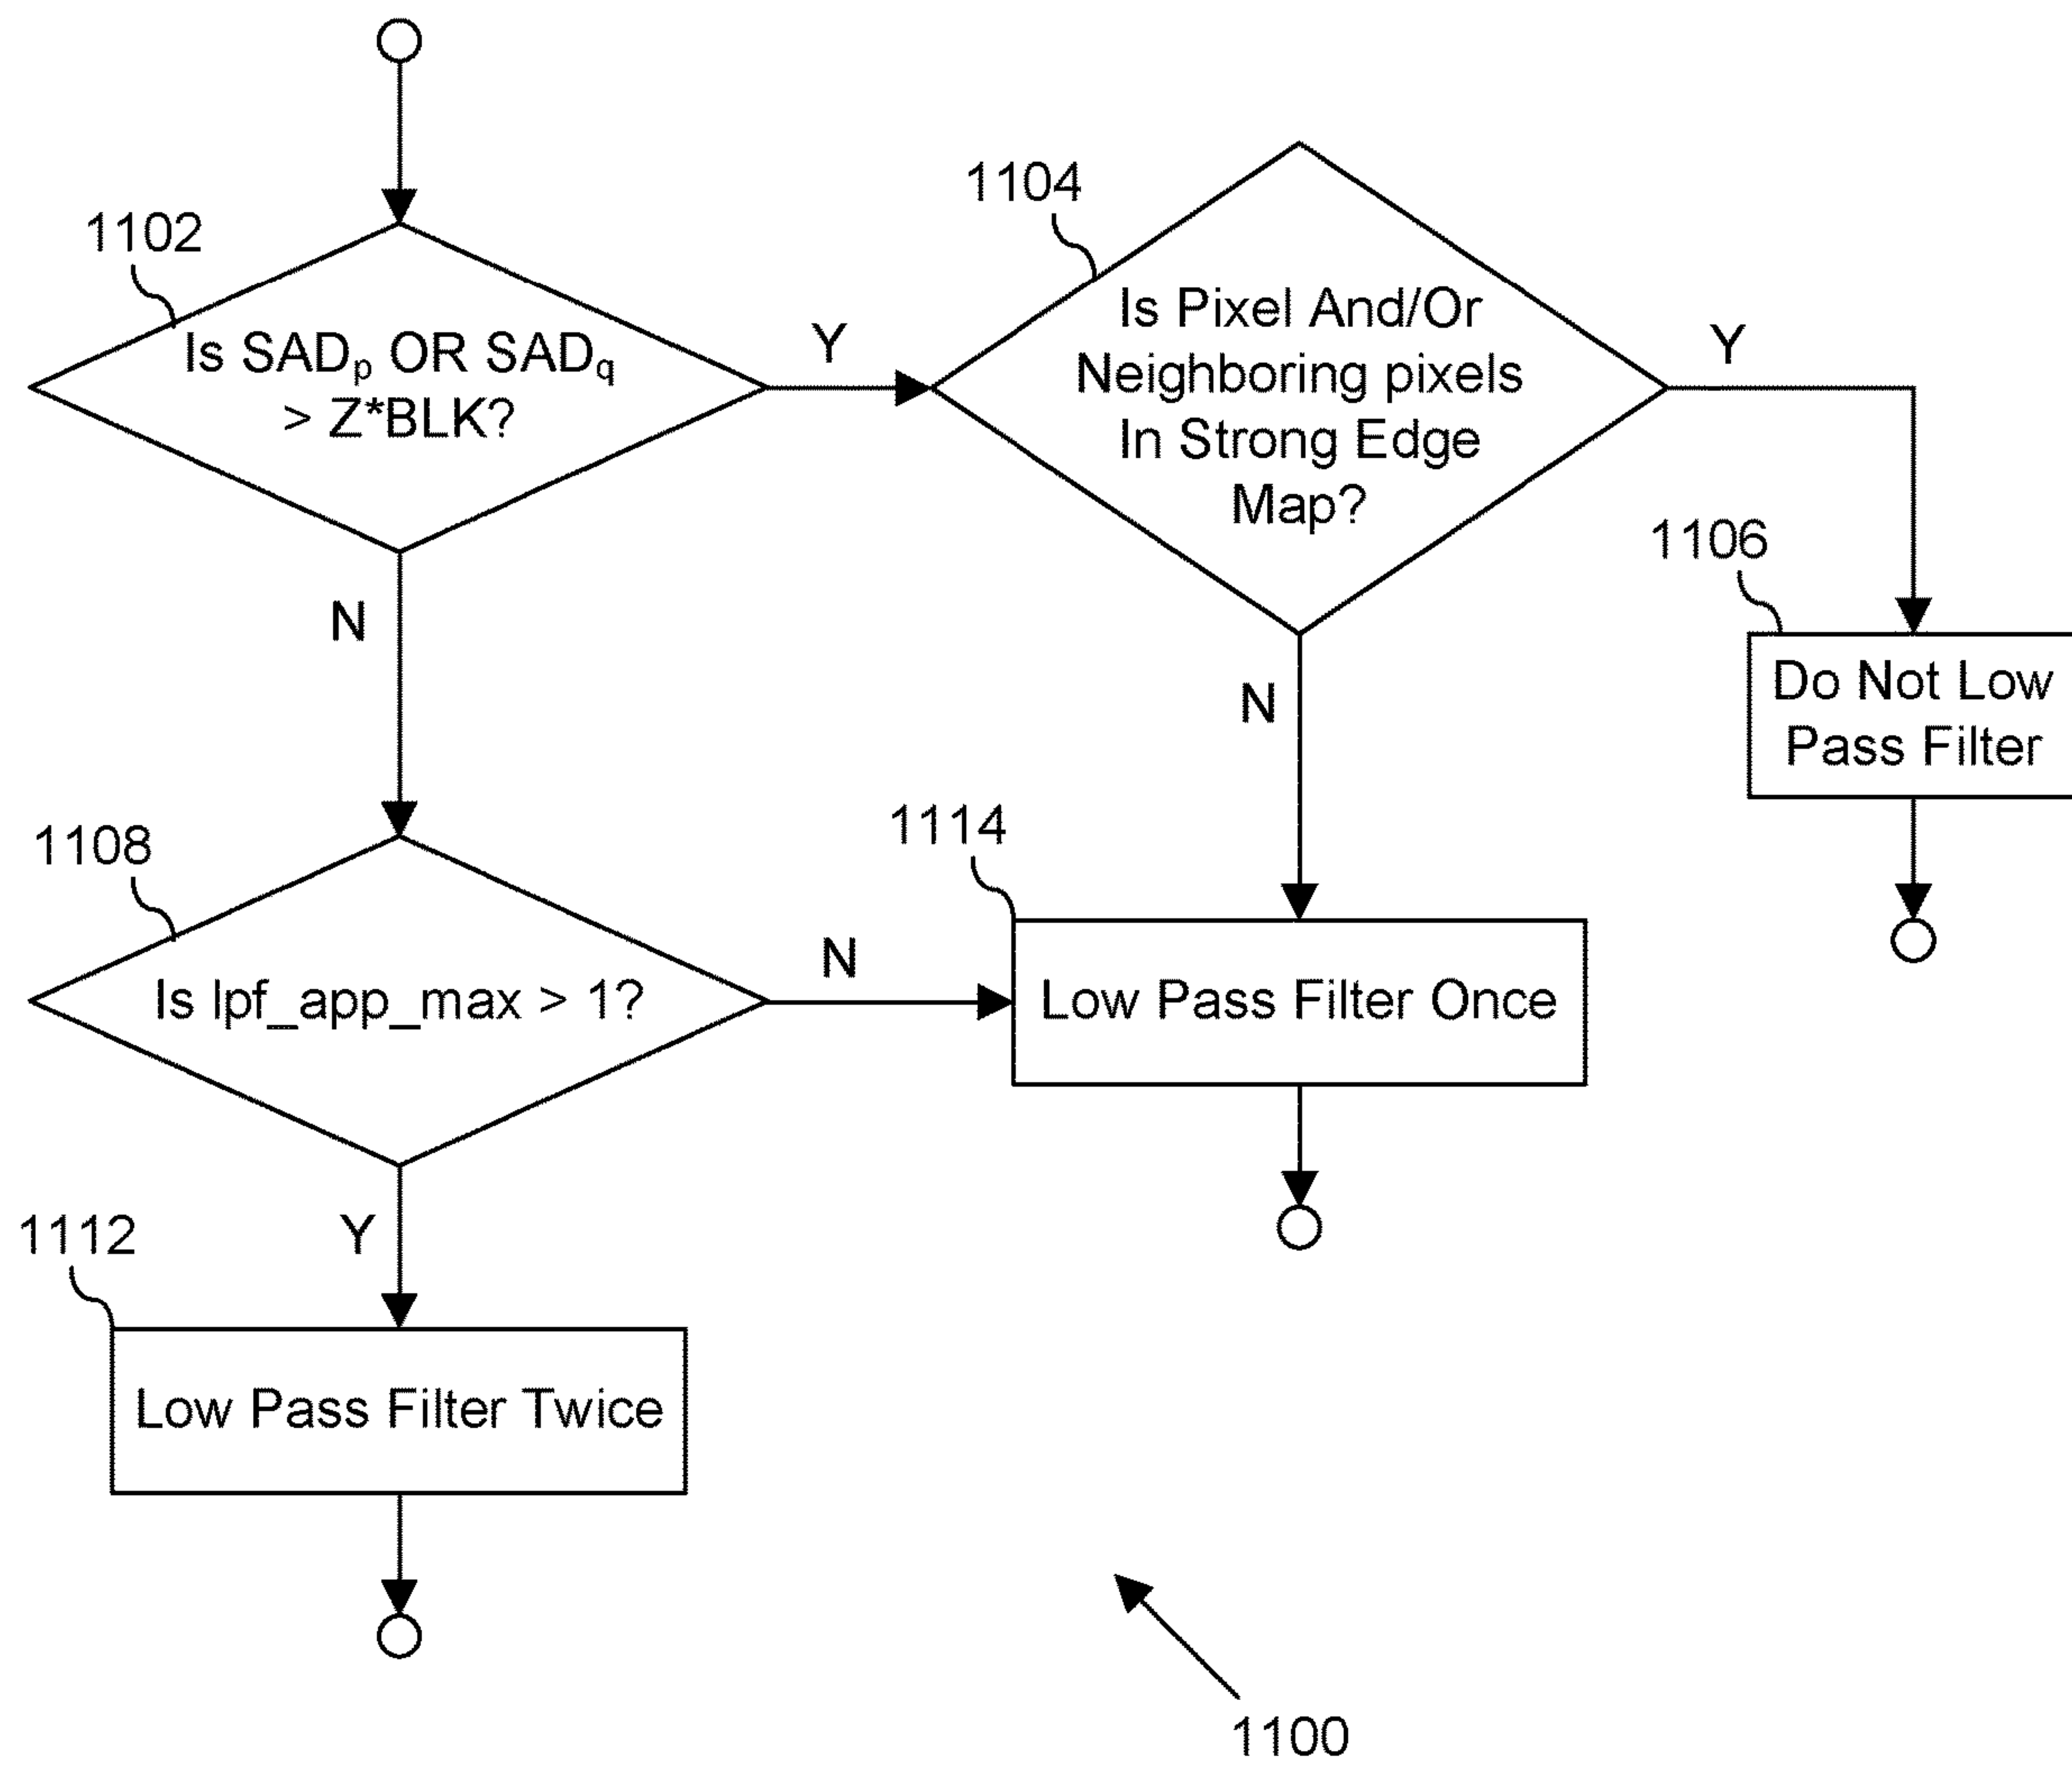 1102
Is SADp OR SADq
> Z*BLK?
Y
N
1104
Is Pixel And/Or
Neighboring pixels
In Strong Edge
Map?
Y
N
1106
Do Not Low
Pass Filter
1108
Is lpf_app_max > 1?
N
Y
1114
Low Pass Filter Once
1112
Low Pass Filter Twice
1100